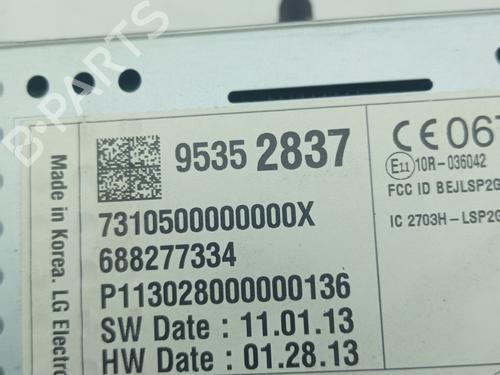 B-PARTS
9535 2837
7310500000000X
688277334
P113028000000136
SW Date : 11.01.13
HW Date : 01.28.13
Made in Korea. LG Electro
CE 067
E11 10R-036042
FCC ID BEJLSP2G
IC 2703H-LSP2G